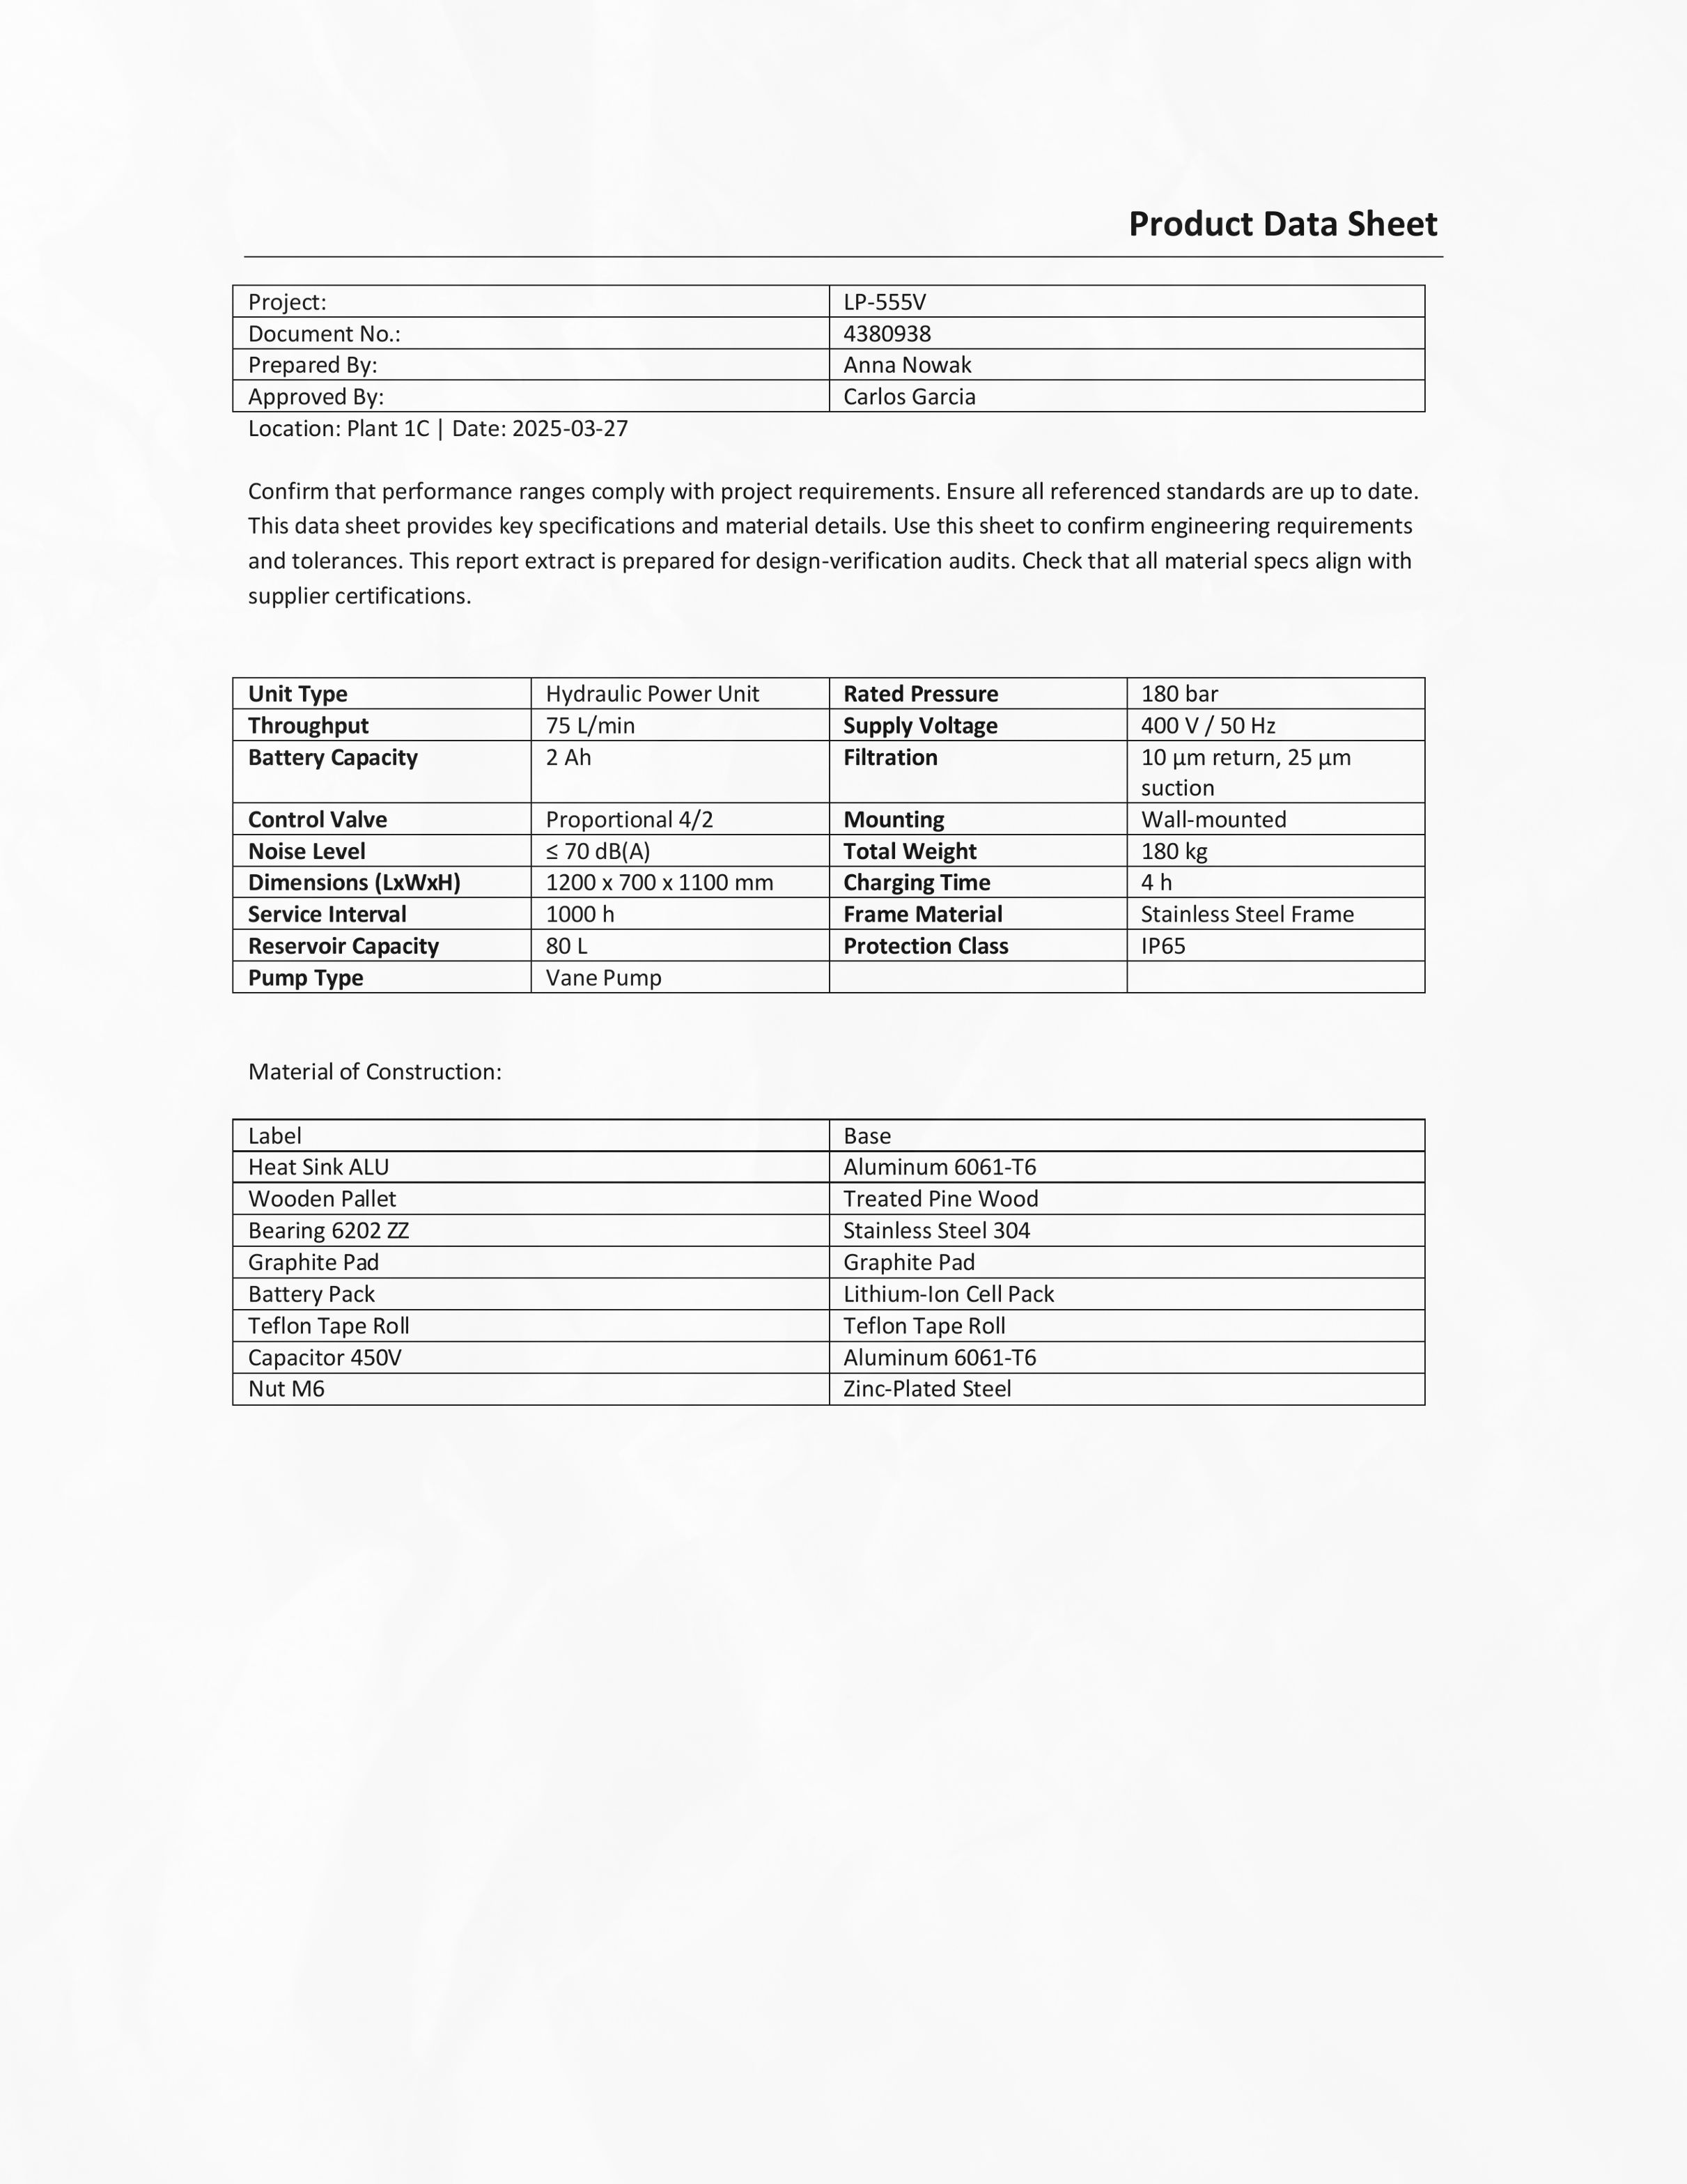 Product Data Sheet
Project: LP-555V
Document No.: 4380938
Prepared By: Anna Nowak
Approved By: Carlos Garcia
Location: Plant 1C | Date: 2025-03-27
Confirm that performance ranges comply with project requirements. Ensure all referenced standards are up to date.
This data sheet provides key specifications and material details. Use this sheet to confirm engineering requirements
and tolerances. This report extract is prepared for design-verification audits. Check that all material specs align with
supplier certifications.
Unit Type Hydraulic Power Unit Rated Pressure 180 bar
Throughput 75 L/min Supply Voltage 400 V / 50 Hz
Battery Capacity 2 Ah Filtration 10 µm return, 25 µm
suction
Control Valve Proportional 4/2 Mounting Wall-mounted
Noise Level ≤ 70 dB(A) Total Weight 180 kg
Dimensions (LxWxH) 1200 x 700 x 1100 mm Charging Time 4 h
Service Interval 1000 h Frame Material Stainless Steel Frame
Reservoir Capacity 80 L Protection Class IP65
Pump Type Vane Pump
Material of Construction:
Label Base
Heat Sink ALU Aluminum 6061-T6
Wooden Pallet Treated Pine Wood
Bearing 6202 ZZ Stainless Steel 304
Graphite Pad Graphite Pad
Battery Pack Lithium-Ion Cell Pack
Teflon Tape Roll Teflon Tape Roll
Capacitor 450V Aluminum 6061-T6
Nut M6 Zinc-Plated Steel